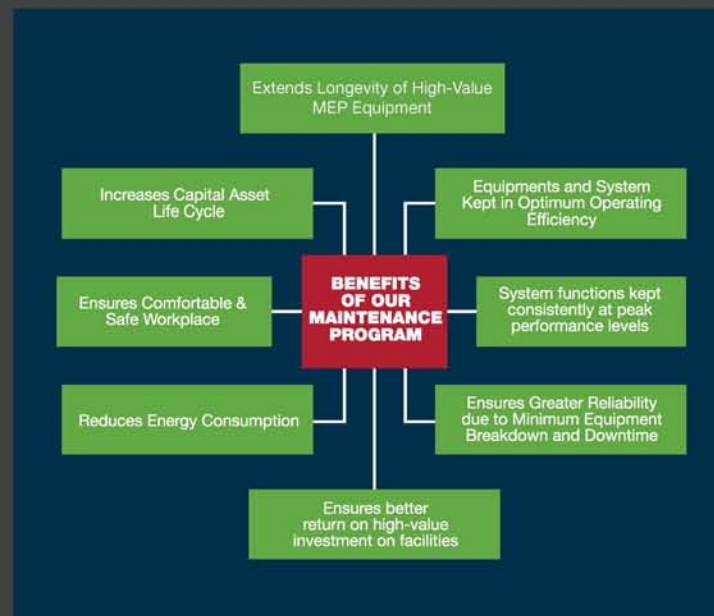 Extends Longevity of High-Value
MEP Equipment
Increases Capital Asset
Life Cycle
Equipments and System
Kept in Optimum Operating
Efficiency
Ensures Comfortable &
Safe Workplace
BENEFITS
OF OUR
MAINTENANCE
PROGRAM
System functions kept
consistently at peak
performance levels
Reduces Energy Consumption
Ensures Greater Reliability
due to Minimum Equipment
Breakdown and Downtime
Ensures better
return on high-value
investment on facilities